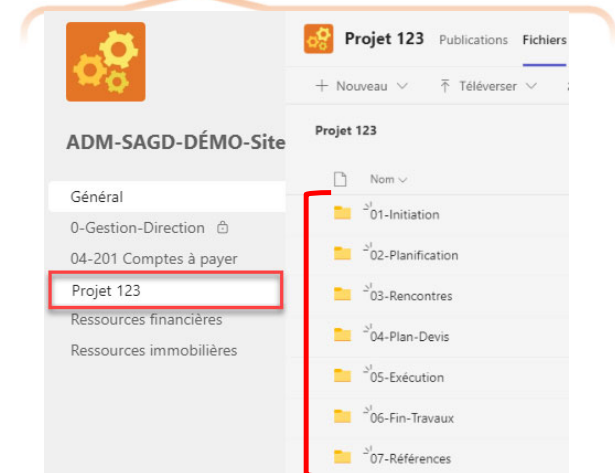 ADM-SAGD-DÉMO-Site
Général
0-Gestion-Direction
04-201 Comptes à payer
Projet 123
Ressources financières
Ressources immobilières
Projet 123 Publications Fichiers
Nouveau Téléverser
Projet 123
Nom
01-Initiation
02-Planification
03-Rencontres
04-Plan-Devis
05-Exécution
06-Fin-Travaux
07-Références